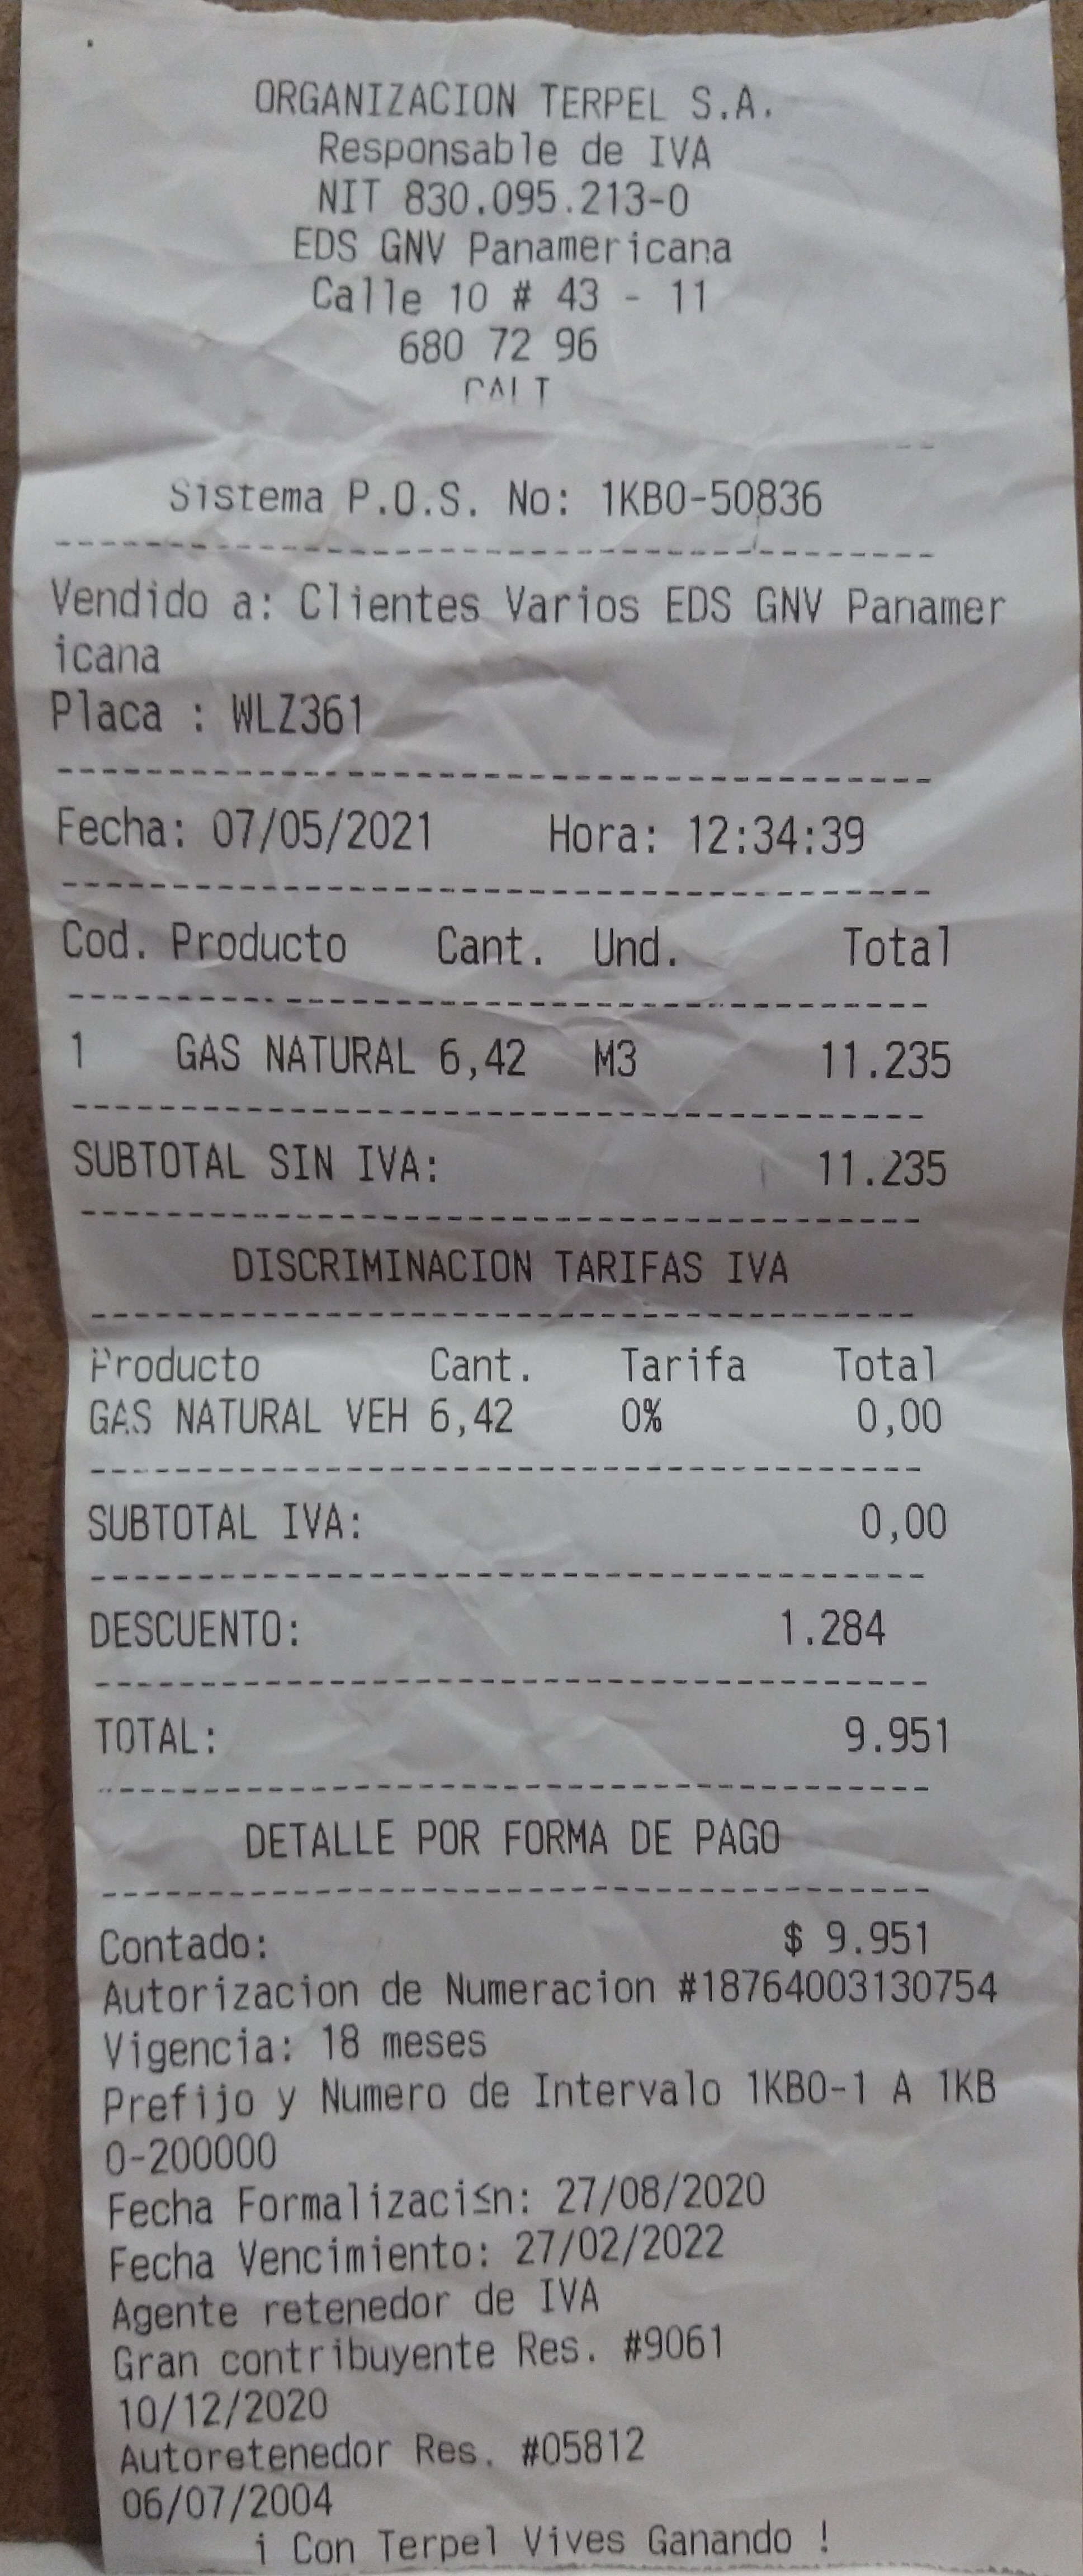 ORGANIZACION TERPEL S.A.
Responsable de IVA
NIT 830.095.213-0
EDS GNV Panamericana
Calle 10 # 43 - 11
680 72 96
CALI
Sistema P.O.S. No: 1KB0-50836
Vendido a: Clientes Varios EDS GNV Panamer
icana
Placa : WLZ361
Fecha: 07/05/2021 Hora: 12:34:39
Cod. Producto Cant. Und. Total
1 GAS NATURAL 6,42 M3 11.235
SUBTOTAL SIN IVA: 11.235
DISCRIMINACION TARIFAS IVA
Producto Cant. Tarifa Total
GAS NATURAL VEH 6,42 0% 0,00
SUBTOTAL IVA: 0,00
DESCUENTO: 1.284
TOTAL: 9.951
DETALLE POR FORMA DE PAGO
Contado: $ 9.951
Autorizacion de Numeracion #18764003130754
Vigencia: 18 meses
Prefijo y Numero de Intervalo 1KB0-1 A 1KB
0-200000
Fecha Formalizaci≤n: 27/08/2020
Fecha Vencimiento: 27/02/2022
Agente retenedor de IVA
Gran contribuyente Res. #9061
10/12/2020
Autoretenedor Res. #05812
06/07/2004
¡ Con Terpel Vives Ganando !